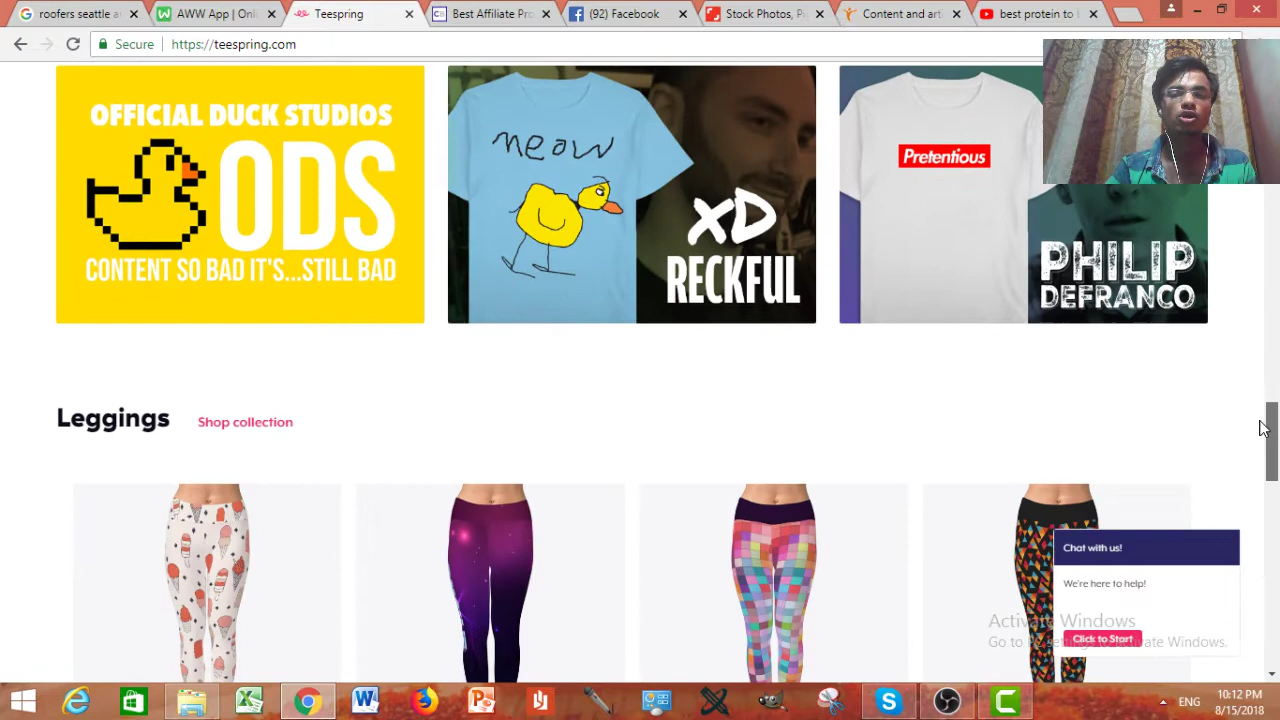 roofers seattle a
AWW App | Onli
Teespring
Best Affiliate Pro
(92) Facebook
Stock Photos, P
Content and art
best protein to
Secure
https://teespring.com
OFFICIAL DUCK STUDIOS
ODS
CONTENT SO BAD IT'S...STILL BAD
meow
XD
RECKFUL
Pretentious
PHILIP
DEFRANCO
Leggings Shop collection
Chat with us!
We're here to help!
Click to Start
Activate Windows
Go to PC settings to activate Windows.
ENG
10:12 PM
8/15/2018